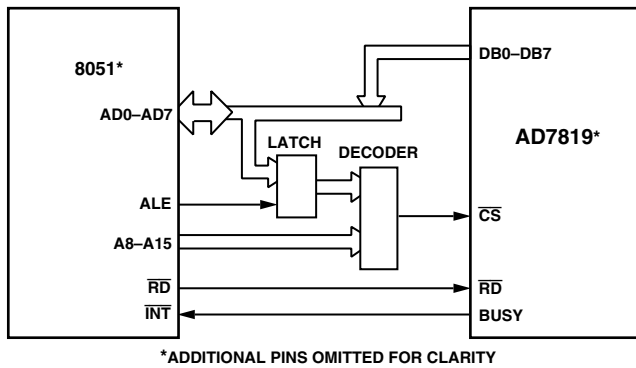 8051*
AD0–AD7
ALE
A8–A15
RD
INT
LATCH
DECODER
DB0–DB7
AD7819*
CS
RD
BUSY
*ADDITIONAL PINS OMITTED FOR CLARITY